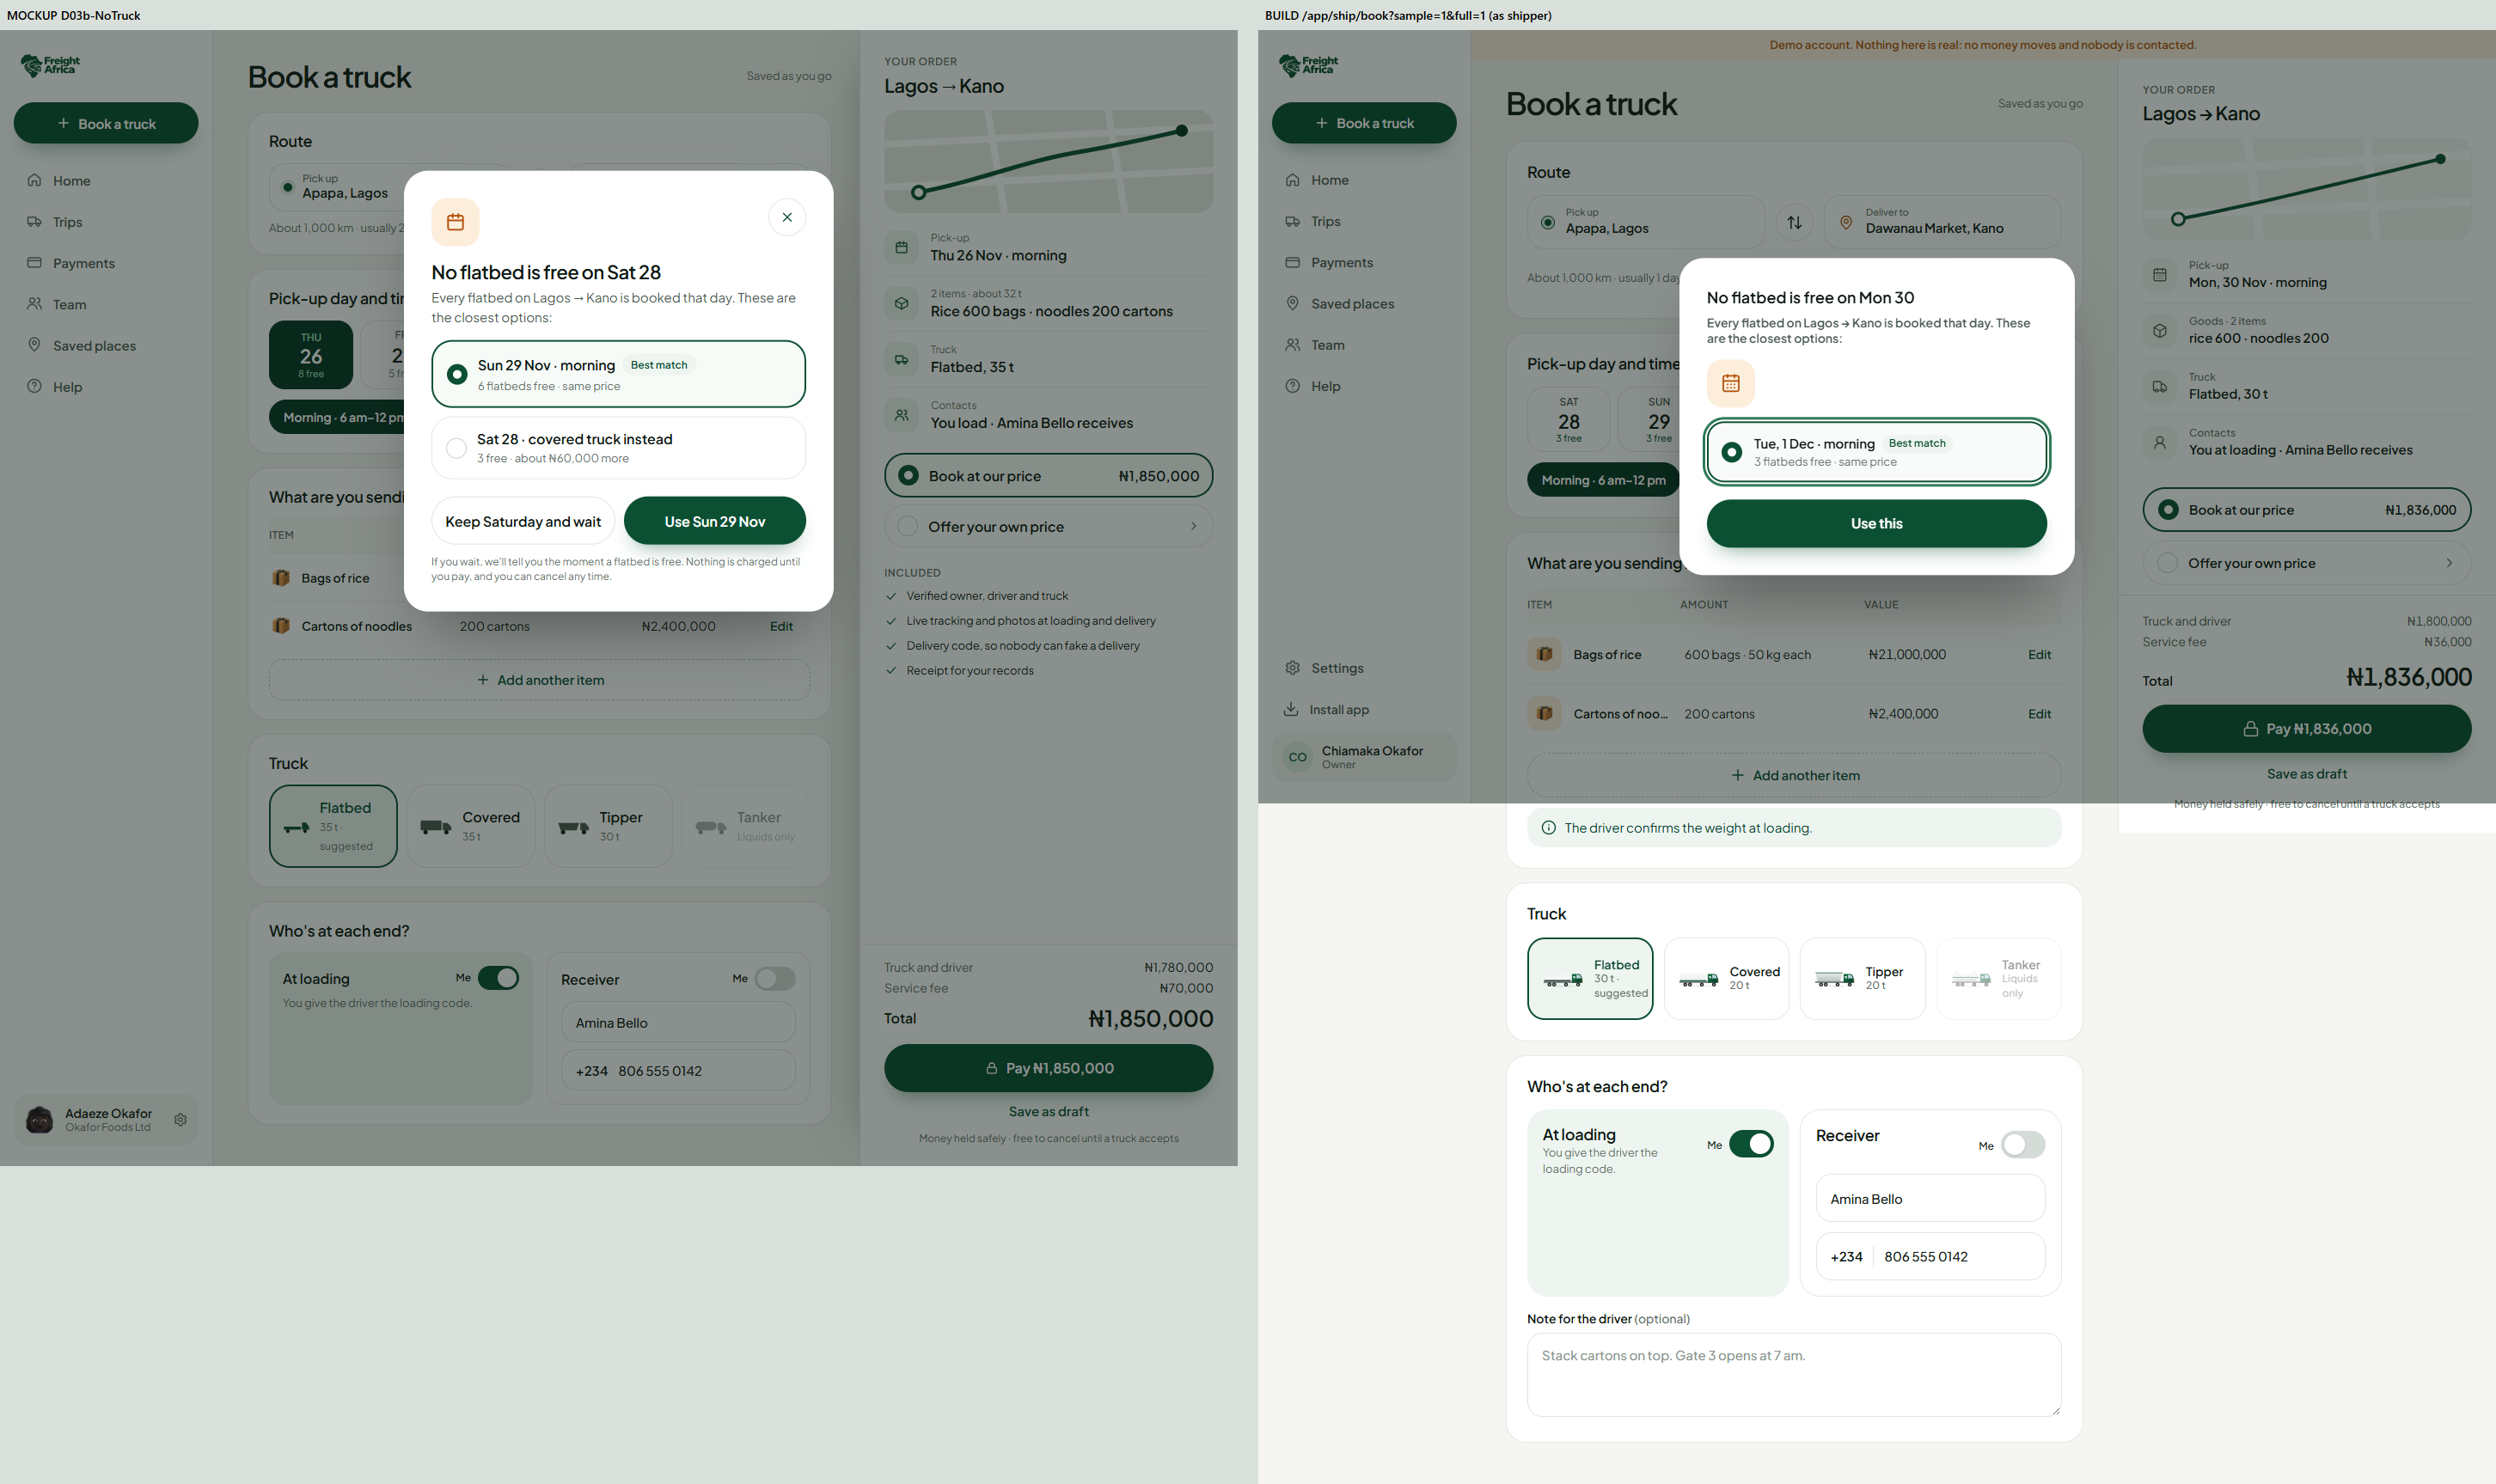 MOCKUP D03b-NoTruck
Freight Africa
+ Book a truck
Home
Trips
Payments
Team
Saved places
Help
Adaeze Okafor
Okafor Foods Ltd
Book a truck
Saved as you go
Route
Pick up
Apapa, Lagos
About 1,000 km · usually 2
Pick-up day and tim
THU
26
8 free
FR
2
5 fr
Morning · 6 am–12 pm
What are you sendi
ITEM
Bags of rice
Cartons of noodles
200 cartons
₦2,400,000
Edit
+ Add another item
Truck
Flatbed
35 t ·
suggested
Covered
35 t
Tipper
30 t
Tanker
Liquids only
Who's at each end?
At loading
Me
You give the driver the loading code.
Receiver
Me
Amina Bello
+234 806 555 0142
No flatbed is free on Sat 28
Every flatbed on Lagos → Kano is booked that day. These are
the closest options:
Sun 29 Nov · morning
Best match
6 flatbeds free · same price
Sat 28 · covered truck instead
3 free · about ₦60,000 more
Keep Saturday and wait
Use Sun 29 Nov
If you wait, we'll tell you the moment a flatbed is free. Nothing is charged until
you pay, and you can cancel any time.
YOUR ORDER
Lagos → Kano
Pick-up
Thu 26 Nov · morning
2 items · about 32 t
Rice 600 bags · noodles 200 cartons
Truck
Flatbed, 35 t
Contacts
You load · Amina Bello receives
Book at our price
₦1,850,000
Offer your own price
INCLUDED
Verified owner, driver and truck
Live tracking and photos at loading and delivery
Delivery code, so nobody can fake a delivery
Receipt for your records
Truck and driver
₦1,780,000
Service fee
₦70,000
Total
₦1,850,000
Pay ₦1,850,000
Save as draft
Money held safely · free to cancel until a truck accepts
BUILD /app/ship/book?sample=1&full=1 (as shipper)
Demo account. Nothing here is real: no money moves and nobody is contacted.
Freight Africa
+ Book a truck
Home
Trips
Payments
Saved places
Team
Help
Settings
Install app
CO
Chiamaka Okafor
Owner
Book a truck
Saved as you go
Route
Pick up
Apapa, Lagos
Deliver to
Dawanau Market, Kano
About 1,000 km · usually 1 day
Pick-up day and time
SAT
28
3 free
SUN
29
3 free
Morning · 6 am–12 pm
What are you sending
ITEM
AMOUNT
VALUE
Bags of rice
600 bags · 50 kg each
₦21,000,000
Edit
Cartons of noo...
200 cartons
₦2,400,000
Edit
+ Add another item
The driver confirms the weight at loading.
Truck
Flatbed
30 t ·
suggested
Covered
20 t
Tipper
20 t
Tanker
Liquids
only
Who's at each end?
At loading
You give the driver the
loading code.
Me
Receiver
Me
Amina Bello
+234 806 555 0142
Note for the driver (optional)
Stack cartons on top. Gate 3 opens at 7 am.
No flatbed is free on Mon 30
Every flatbed on Lagos → Kano is booked that day. These
are the closest options:
Tue, 1 Dec · morning
Best match
3 flatbeds free · same price
Use this
YOUR ORDER
Lagos → Kano
Pick-up
Mon, 30 Nov · morning
Goods · 2 items
rice 600 · noodles 200
Truck
Flatbed, 30 t
Contacts
You at loading · Amina Bello receives
Book at our price
₦1,836,000
Offer your own price
Truck and driver
₦1,800,000
Service fee
₦36,000
Total
₦1,836,000
Pay ₦1,836,000
Save as draft
Money held safely · free to cancel until a truck accepts